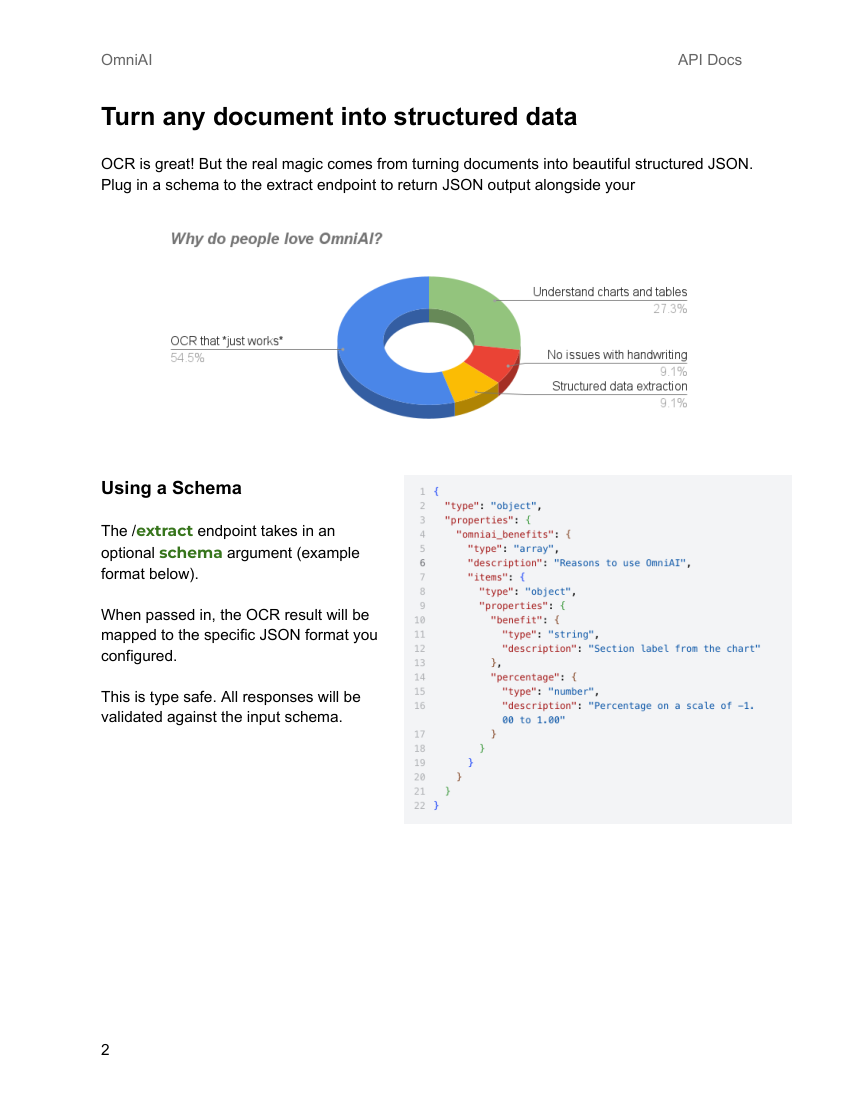 OmniAI
API Docs
Turn any document into structured data
OCR is great! But the real magic comes from turning documents into beautiful structured JSON.
Plug in a schema to the extract endpoint to return JSON output alongside your
Why do people love OmniAI?
Understand charts and tables
27.3%
OCR that *just works*
54.5%
No issues with handwriting
9.1%
Structured data extraction
9.1%
Using a Schema
The /extract endpoint takes in an
optional schema argument (example
format below).
When passed in, the OCR result will be
mapped to the specific JSON format you
configured.
This is type safe. All responses will be
validated against the input schema.
1 {
2   "type": "object",
3   "properties": {
4     "omniai_benefits": {
5       "type": "array",
6       "description": "Reasons to use OmniAI",
7       "items": {
8         "type": "object",
9         "properties": {
10           "benefit": {
11             "type": "string",
12             "description": "Section label from the chart"
13           },
14           "percentage": {
15             "type": "number",
16             "description": "Percentage on a scale of -1.
00 to 1.00"
17           }
18         }
19       }
20     }
21   }
22 }
2